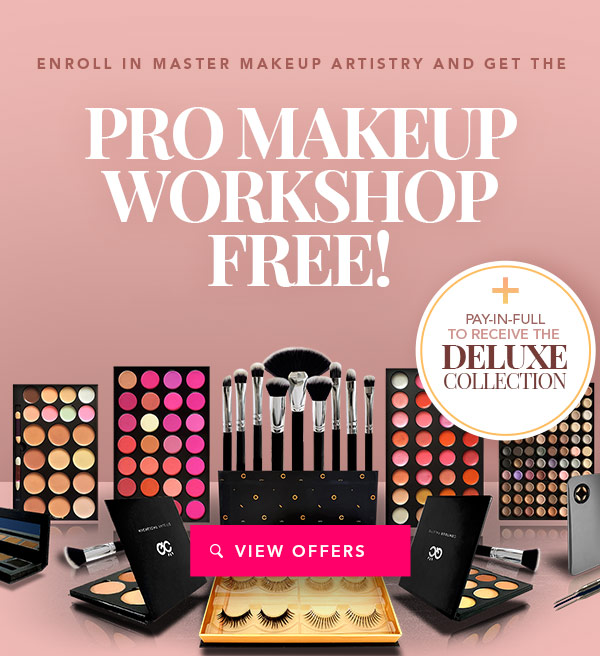 ENROLL IN MASTER MAKEUP ARTISTRY AND GET THE
PRO MAKEUP
WORKSHOP
FREE!
+
PAY-IN-FULL
TO RECEIVE THE
DELUXE
COLLECTION
VIEW OFFERS